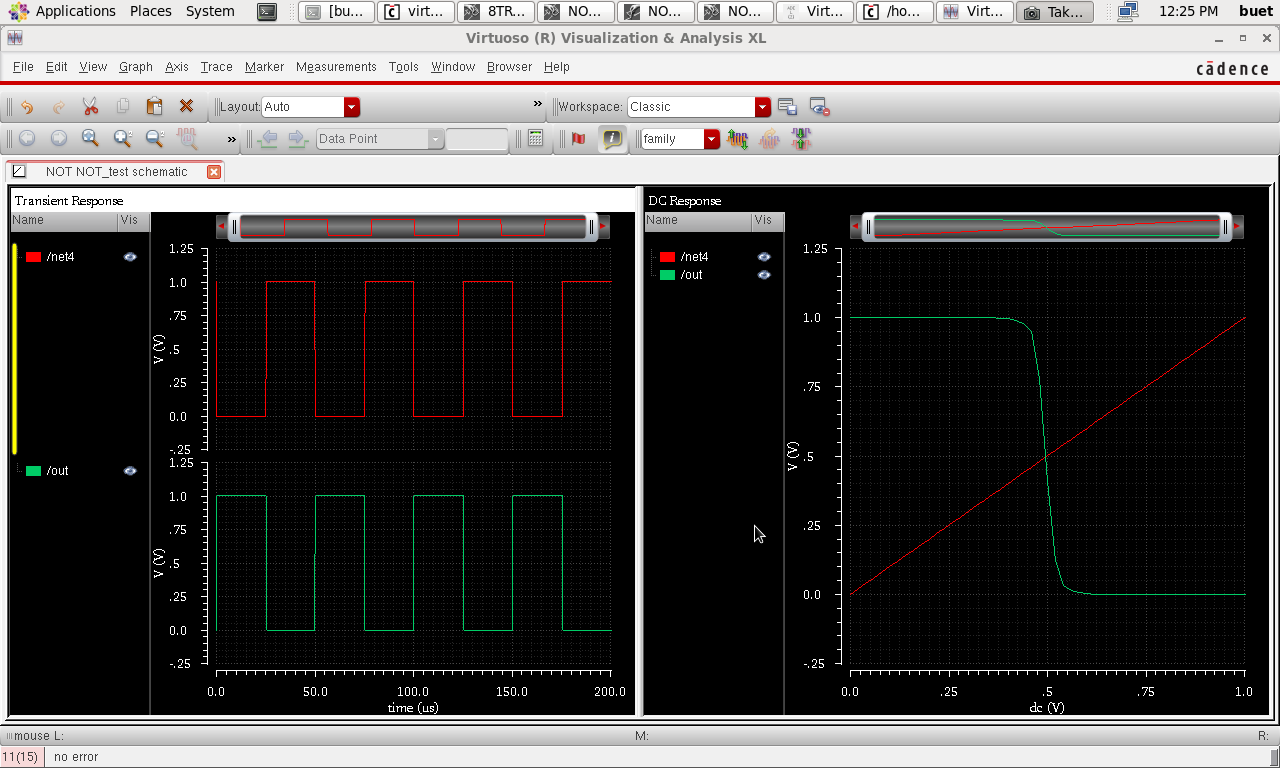 Applications Places System [bu... virt... 8TR... NO... NO... NO... Virt... /ho... Virt... Tak... 12:25 PM buet
Virtuoso (R) Visualization & Analysis XL
File Edit View Graph Axis Trace Marker Measurements Tools Window Browser Help cādence
Layout: Auto » Workspace: Classic
» Data Point family
NOT NOT_test schematic
Transient Response
Name Vis
/net4
/out
1.25
1.0
.75
.5
.25
0.0
-.25
V (V)
1.25
1.0
.75
.5
.25
0.0
-.25
V (V)
0.0 50.0 100.0 150.0 200.0
time (us)
DC Response
Name Vis
/net4
/out
1.25
1.0
.75
.5
.25
0.0
-.25
V (V)
0.0 .25 .5 .75 1.0
dc (V)
mouse L: M: R:
11(15) no error